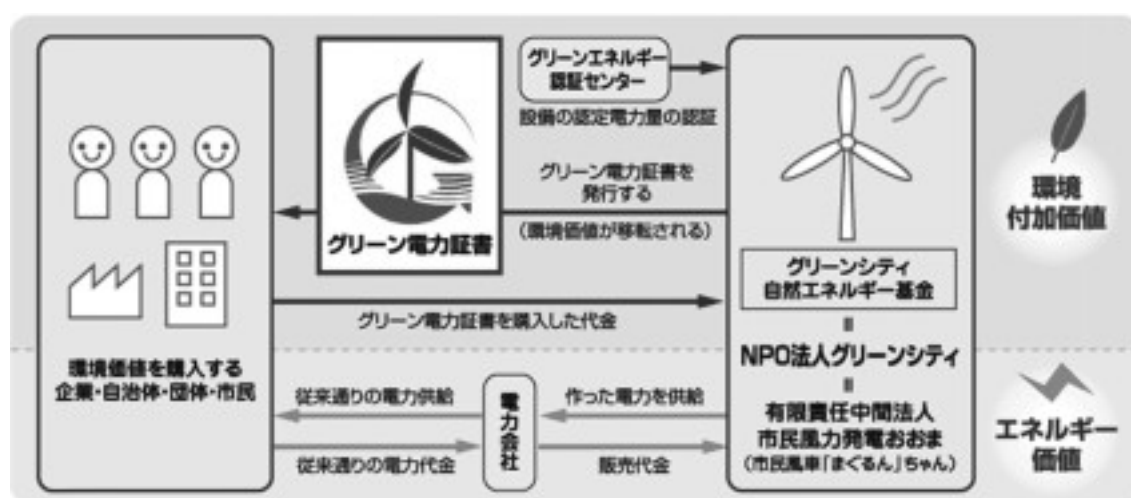 グリーンエネルギー
認証センター
設備の認定電力量の認証
グリーン電力証書を
発行する
(環境価値が移転される)
グリーン電力証書
環境
付加価値
グリーンシティ
自然エネルギー基金
グリーン電力証書を購入した代金
=
NPO法人グリーンシティ
=
有限責任中間法人
市民風力発電おおま
(市民風車「まぐるん」ちゃん)
環境価値を購入する
企業・自治体・団体・市民
従来通りの電力供給
従来通りの電力代金
電力会社
作った電力を供給
販売代金
エネルギー
価値